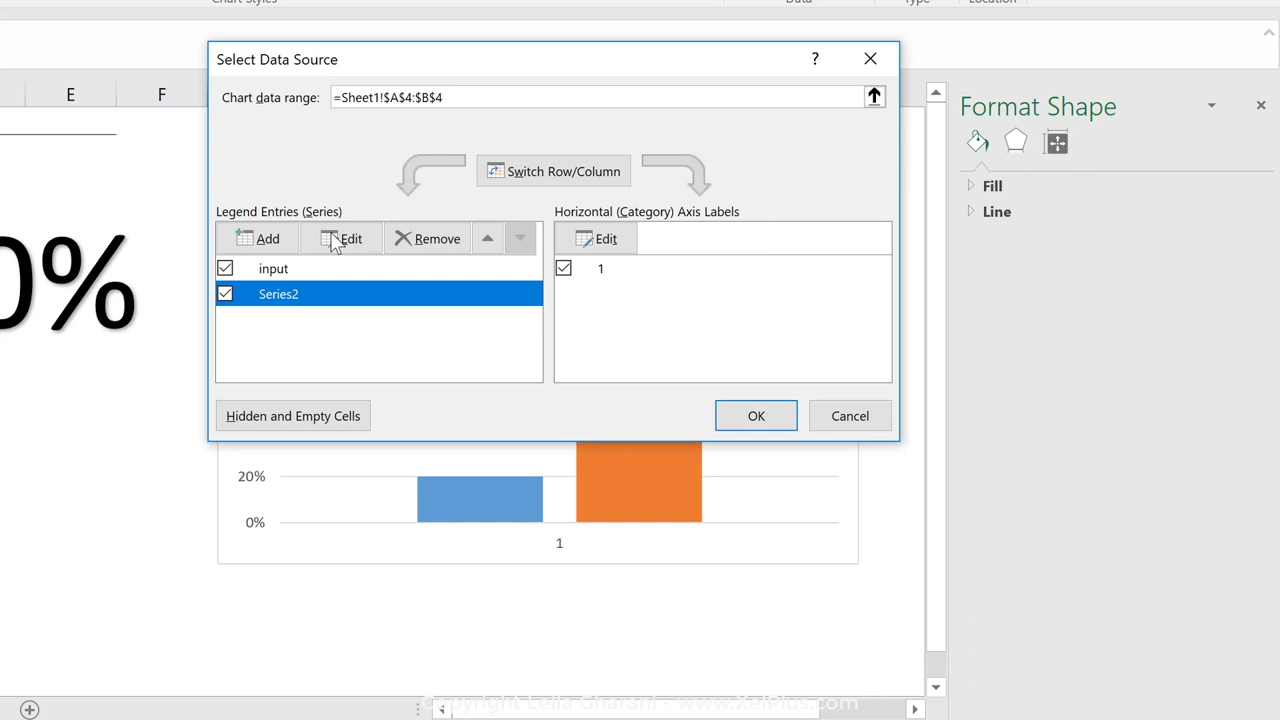 Chart Styles
Data
Type
Location
Select Data Source
?
Chart data range:
=Sheet1!$A$4:$B$4
E
F
Format Shape
Switch Row/Column
Fill
Line
Legend Entries (Series)
Horizontal (Category) Axis Labels
Add
Edit
Remove
Edit
input
1
Series2
0%
Hidden and Empty Cells
OK
Cancel
20%
0%
1
Copyright Leila Gharani - www.XelPlus.com